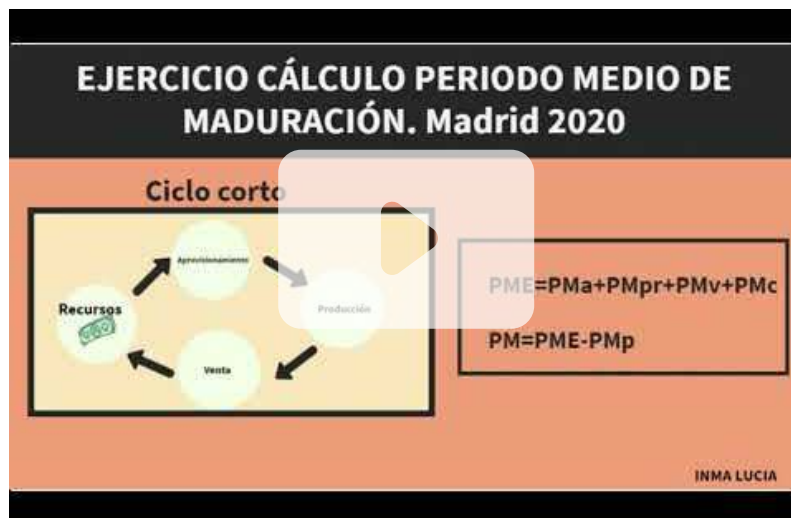 EJERCICIO CÁLCULO PERIODO MEDIO DE
MADURACIÓN. Madrid 2020
Ciclo corto
Aprovisionamiento
Recursos
Producción
Venta
PME=PMa+PMpr+PMv+PMc
PM=PME-PMp
INMA LUCIA